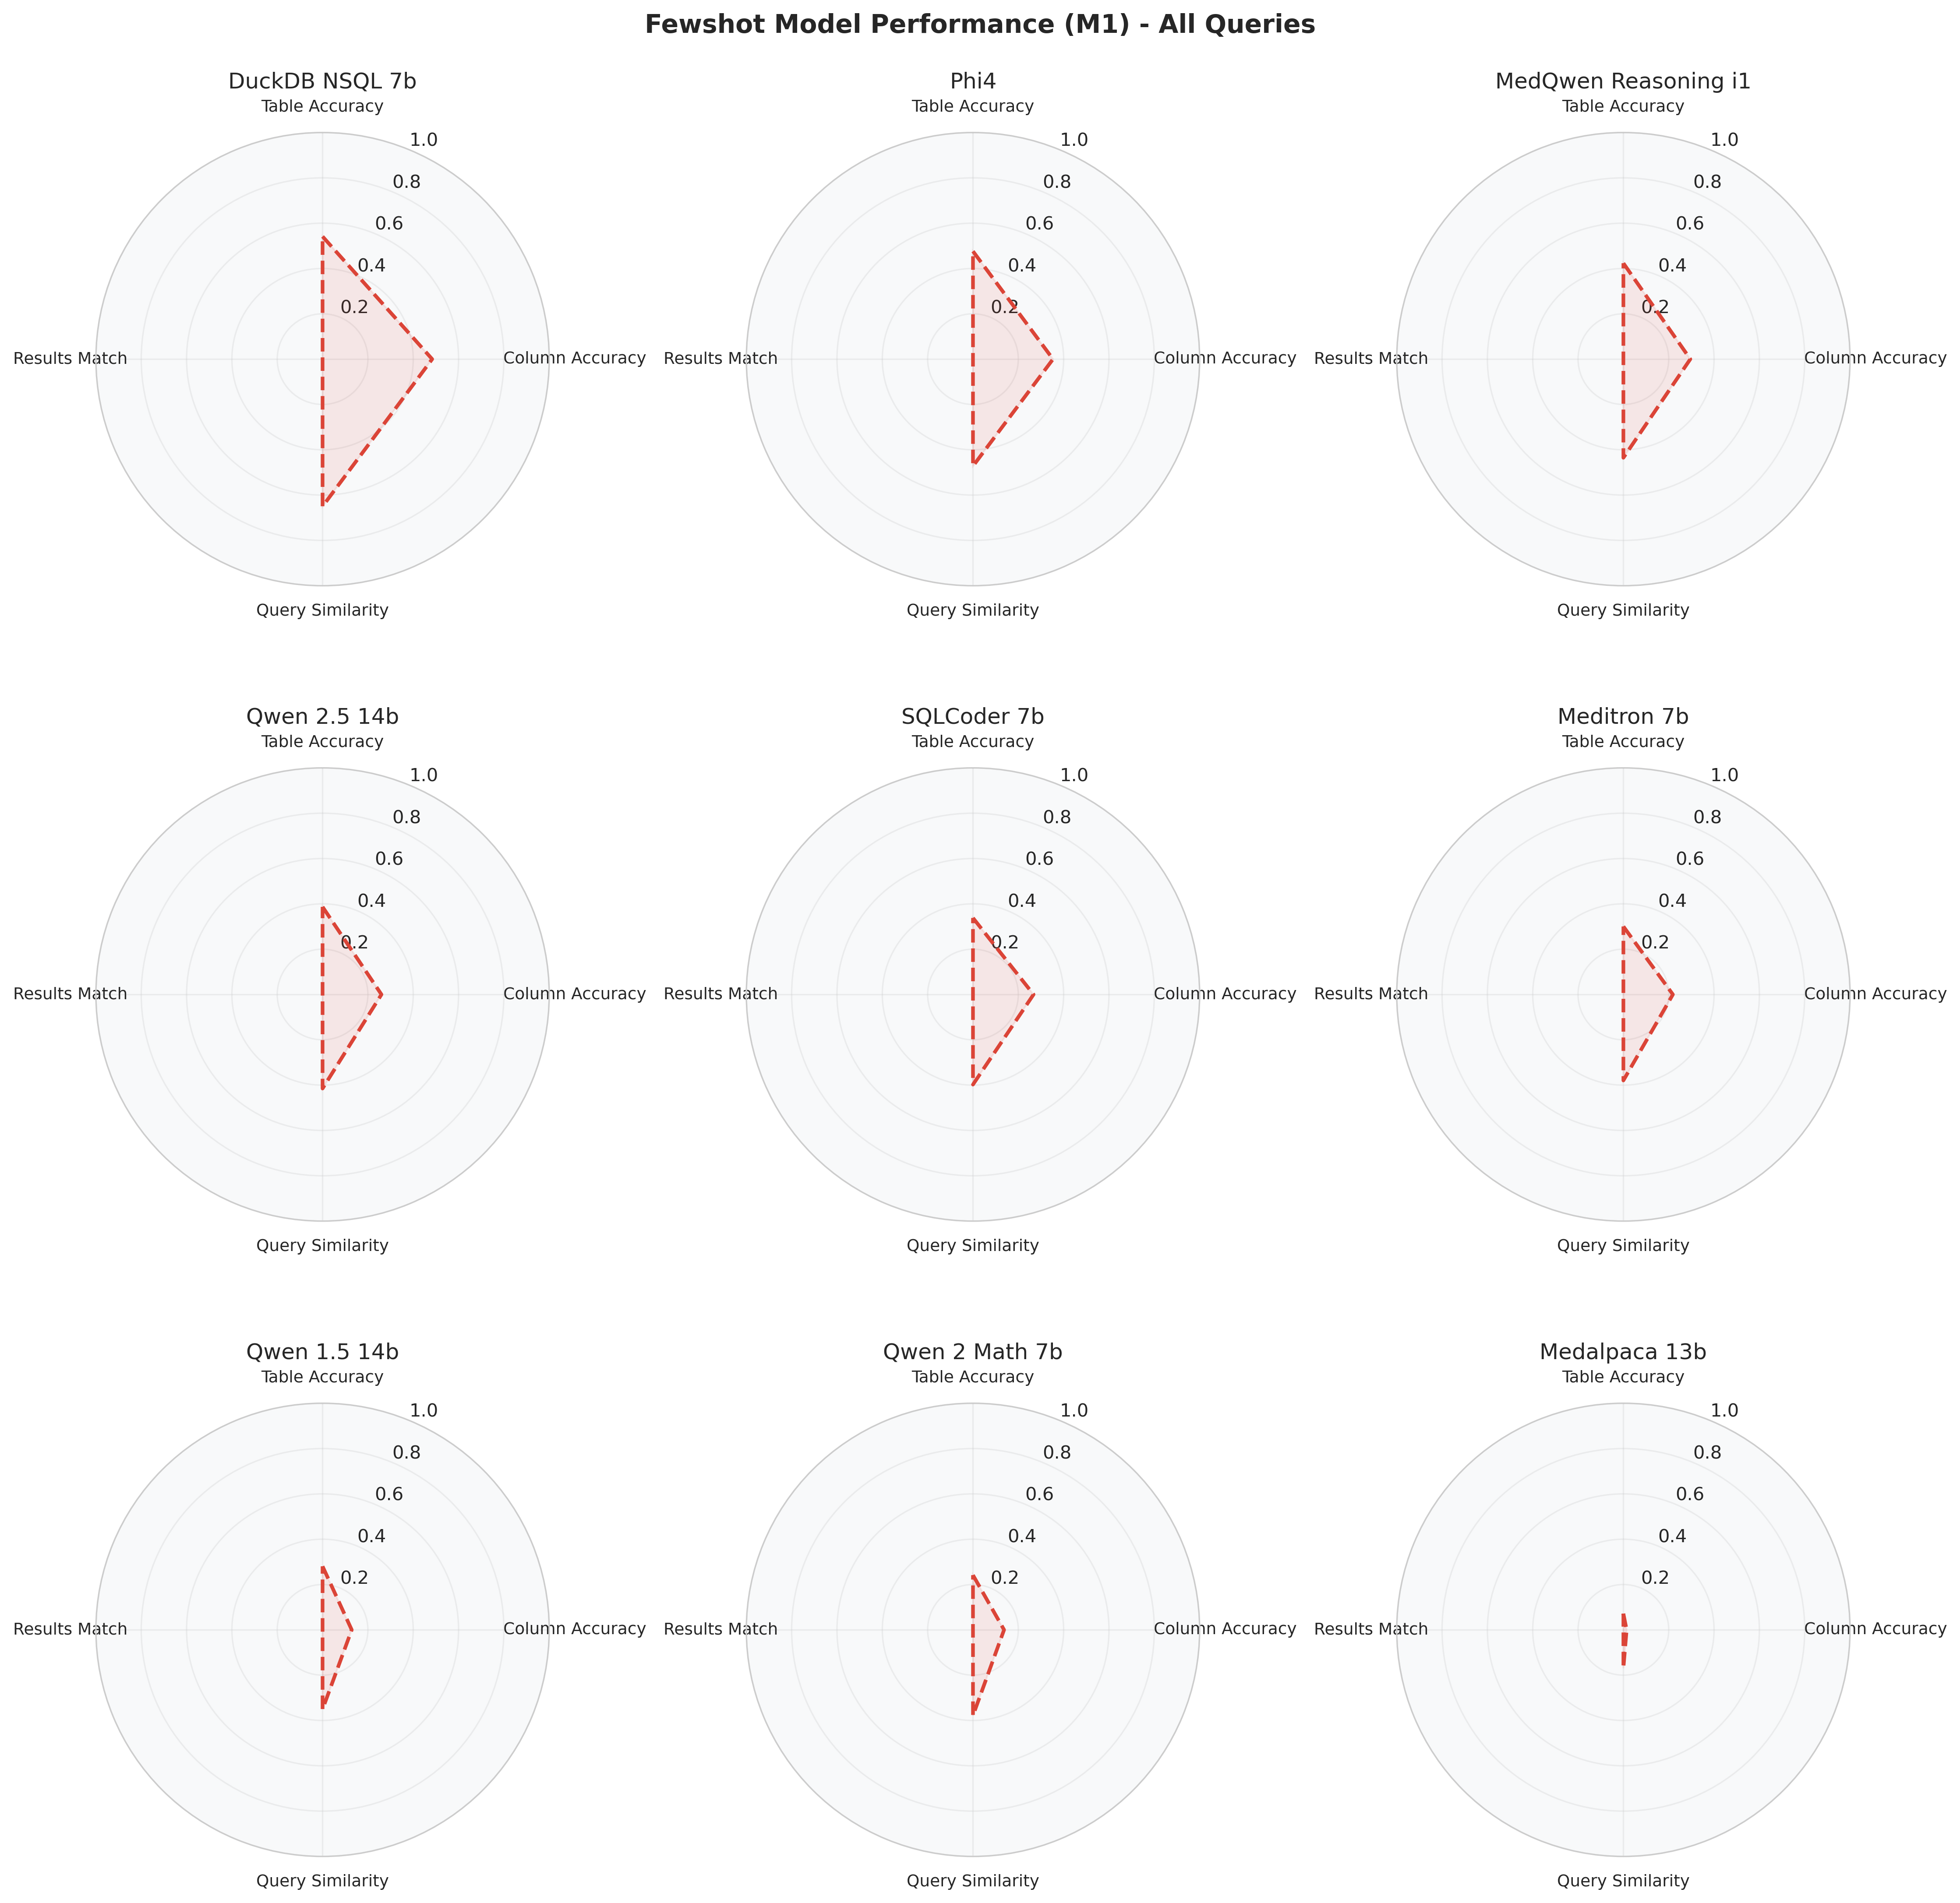 Fewshot Model Performance (M1) - All Queries
DuckDB NSQL 7b
Table Accuracy
1.0
0.8
0.6
0.4
0.2
Results Match
Column Accuracy
Query Similarity
Phi4
Table Accuracy
1.0
0.8
0.6
0.4
0.2
Results Match
Column Accuracy
Query Similarity
MedQwen Reasoning i1
Table Accuracy
1.0
0.8
0.6
0.4
0.2
Results Match
Column Accuracy
Query Similarity
Qwen 2.5 14b
Table Accuracy
1.0
0.8
0.6
0.4
0.2
Results Match
Column Accuracy
Query Similarity
SQLCoder 7b
Table Accuracy
1.0
0.8
0.6
0.4
0.2
Results Match
Column Accuracy
Query Similarity
Meditron 7b
Table Accuracy
1.0
0.8
0.6
0.4
0.2
Results Match
Column Accuracy
Query Similarity
Qwen 1.5 14b
Table Accuracy
1.0
0.8
0.6
0.4
0.2
Results Match
Column Accuracy
Query Similarity
Qwen 2 Math 7b
Table Accuracy
1.0
0.8
0.6
0.4
0.2
Results Match
Column Accuracy
Query Similarity
Medalpaca 13b
Table Accuracy
1.0
0.8
0.6
0.4
0.2
Results Match
Column Accuracy
Query Similarity